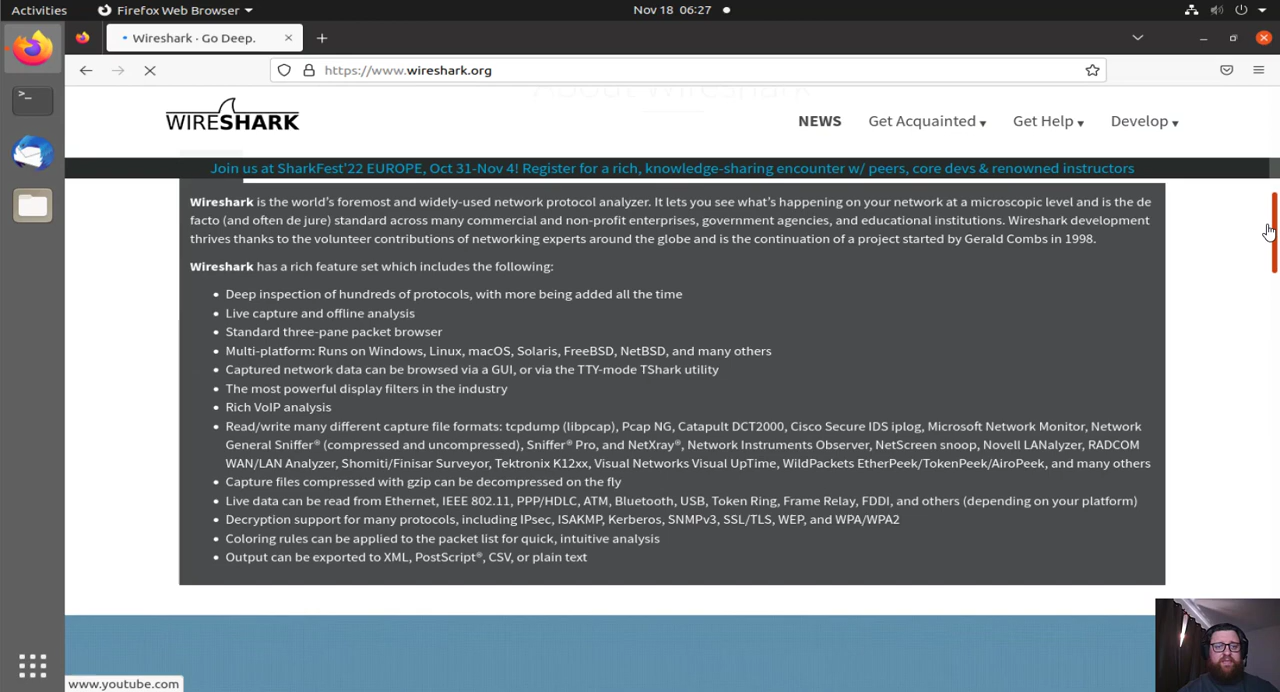 Activities
Firefox Web Browser
Nov 18 06:27
Wireshark · Go Deep.
https://www.wireshark.org
About Wireshark
WIRESHARK
NEWS
Get Acquainted
Get Help
Develop
Join us at SharkFest'22 EUROPE, Oct 31-Nov 4! Register for a rich, knowledge-sharing encounter w/ peers, core devs & renowned instructors
Wireshark is the world's foremost and widely-used network protocol analyzer. It lets you see what's happening on your network at a microscopic level and is the de
facto (and often de jure) standard across many commercial and non-profit enterprises, government agencies, and educational institutions. Wireshark development
thrives thanks to the volunteer contributions of networking experts around the globe and is the continuation of a project started by Gerald Combs in 1998.
Wireshark has a rich feature set which includes the following:
• Deep inspection of hundreds of protocols, with more being added all the time
• Live capture and offline analysis
• Standard three-pane packet browser
• Multi-platform: Runs on Windows, Linux, macOS, Solaris, FreeBSD, NetBSD, and many others
• Captured network data can be browsed via a GUI, or via the TTY-mode TShark utility
• The most powerful display filters in the industry
• Rich VoIP analysis
• Read/write many different capture file formats: tcpdump (libpcap), Pcap NG, Catapult DCT2000, Cisco Secure IDS iplog, Microsoft Network Monitor, Network
General Sniffer® (compressed and uncompressed), Sniffer® Pro, and NetXray®, Network Instruments Observer, NetScreen snoop, Novell LANalyzer, RADCOM
WAN/LAN Analyzer, Shomiti/Finisar Surveyor, Tektronix K12xx, Visual Networks Visual UpTime, WildPackets EtherPeek/TokenPeek/AiroPeek, and many others
• Capture files compressed with gzip can be decompressed on the fly
• Live data can be read from Ethernet, IEEE 802.11, PPP/HDLC, ATM, Bluetooth, USB, Token Ring, Frame Relay, FDDI, and others (depending on your platform)
• Decryption support for many protocols, including IPsec, ISAKMP, Kerberos, SNMPv3, SSL/TLS, WEP, and WPA/WPA2
• Coloring rules can be applied to the packet list for quick, intuitive analysis
• Output can be exported to XML, PostScript®, CSV, or plain text
www.youtube.com